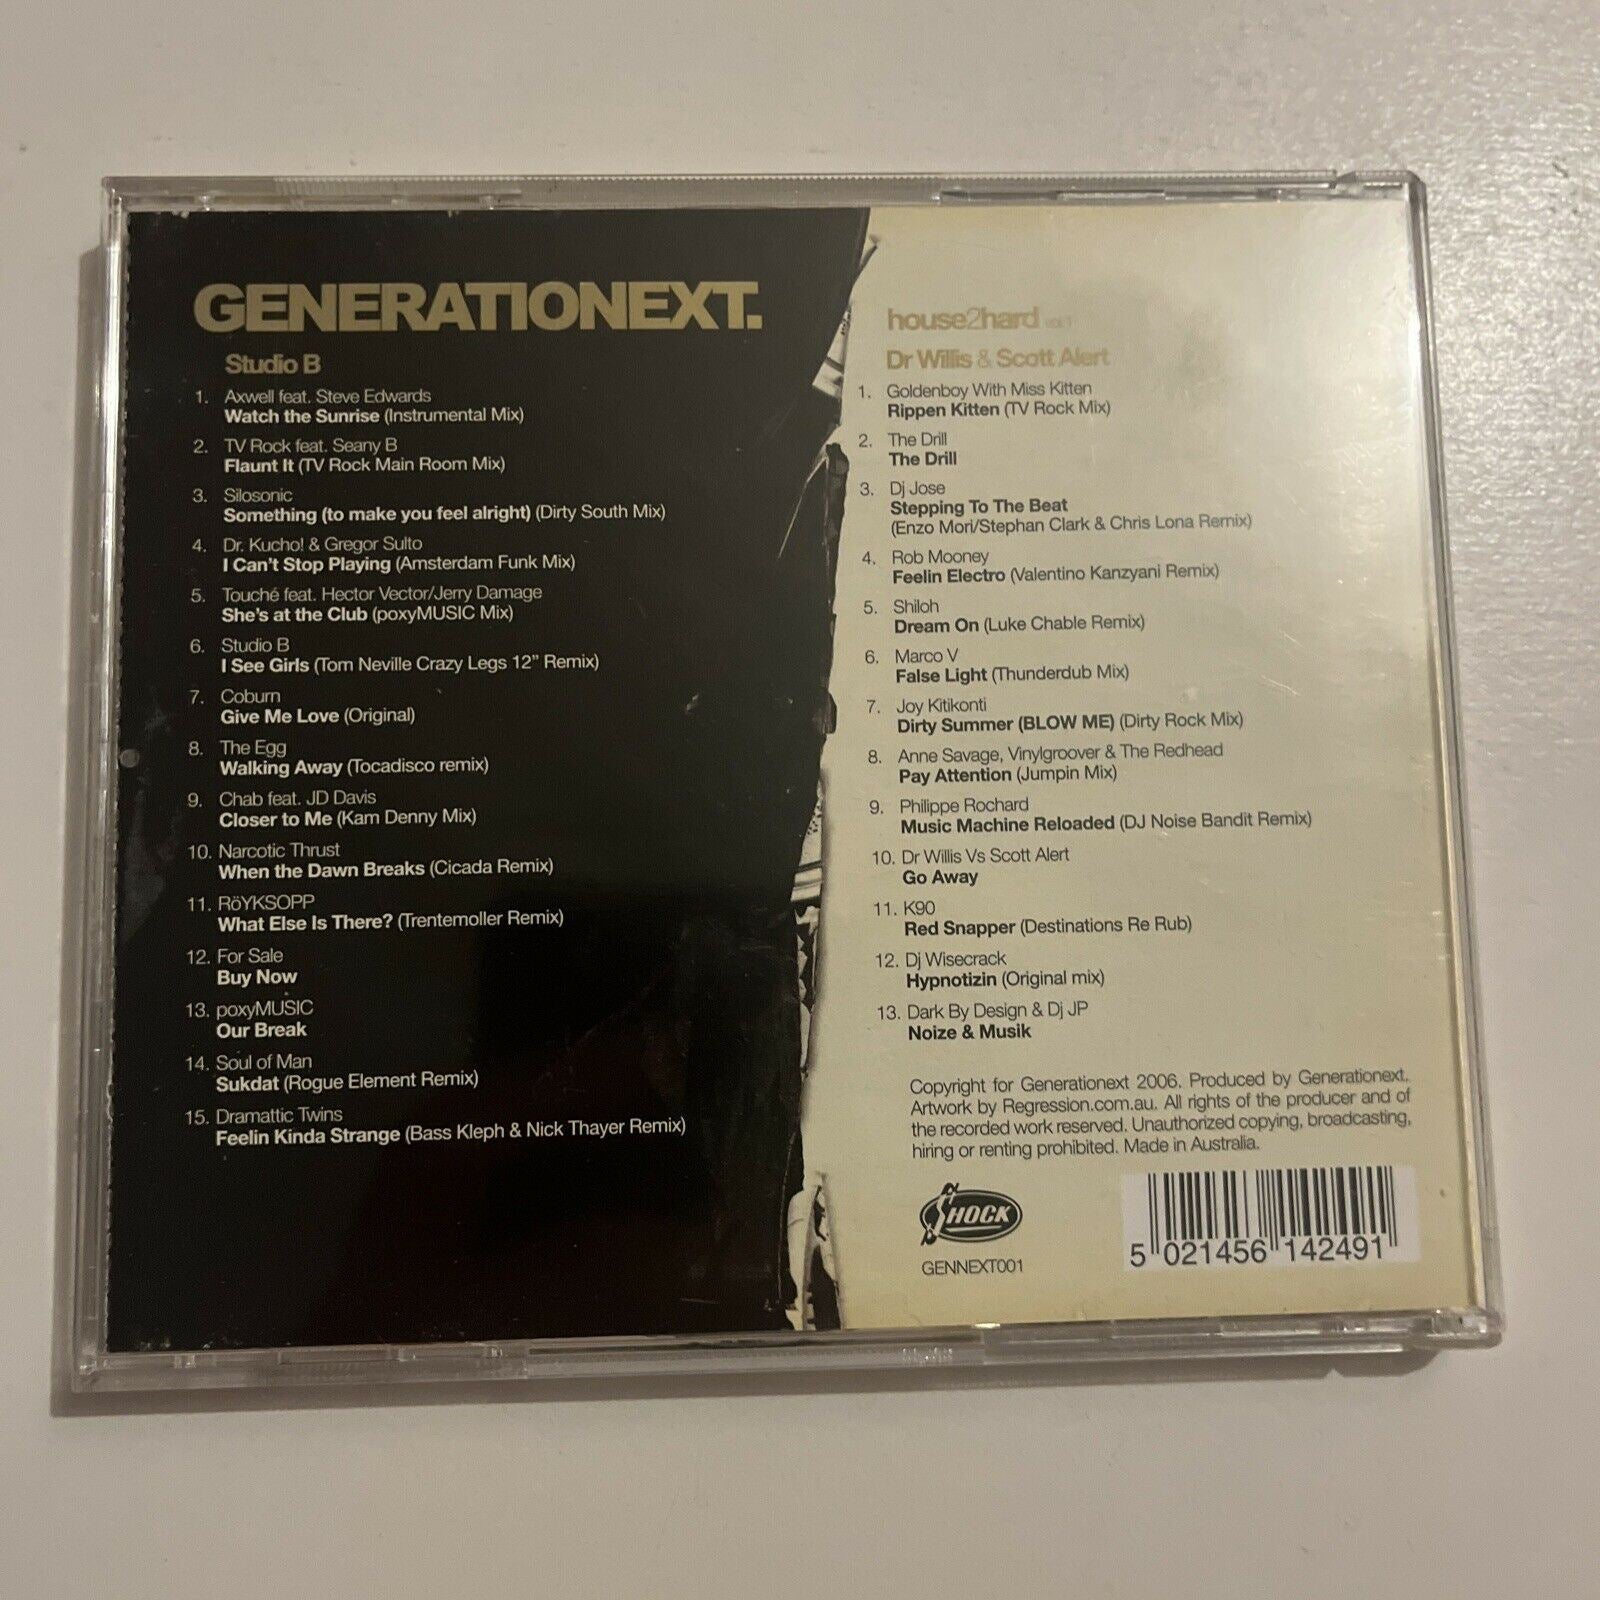 GENERATIONEXT.
Studio B
1. Axwell feat. Steve Edwards
Watch the Sunrise (Instrumental Mix)
2. TV Rock feat. Seany B
Flaunt It (TV Rock Main Room Mix)
3. Silosonic
Something (to make you feel alright) (Dirty South Mix)
4. Dr. Kucho! & Gregor Sulto
I Can't Stop Playing (Amsterdam Funk Mix)
5. Touché feat. Hector Vector/Jerry Damage
She's at the Club (poxyMUSIC Mix)
6. Studio B
I See Girls (Tom Neville Crazy Legs 12" Remix)
7. Coburn
Give Me Love (Original)
8. The Egg
Walking Away (Tocadisco remix)
9. Chab feat. JD Davis
Closer to Me (Kam Denny Mix)
10. Narcotic Thrust
When the Dawn Breaks (Cicada Remix)
11. RöYKSOPP
What Else Is There? (Trentemoller Remix)
12. For Sale
Buy Now
13. poxyMUSIC
Our Break
14. Soul of Man
Sukdat (Rogue Element Remix)
15. Dramattic Twins
Feelin Kinda Strange (Bass Kleph & Nick Thayer Remix)
house2hard vol.1
Dr Willis & Scott Alert
1. Goldenboy With Miss Kitten
Rippen Kitten (TV Rock Mix)
2. The Drill
The Drill
3. Dj Jose
Stepping To The Beat
(Enzo Mori/Stephan Clark & Chris Lona Remix)
4. Rob Mooney
Feelin Electro (Valentino Kanzyani Remix)
5. Shiloh
Dream On (Luke Chable Remix)
6. Marco V
False Light (Thunderdub Mix)
7. Joy Kitikonti
Dirty Summer (BLOW ME) (Dirty Rock Mix)
8. Anne Savage, Vinylgroover & The Redhead
Pay Attention (Jumpin Mix)
9. Philippe Rochard
Music Machine Reloaded (DJ Noise Bandit Remix)
10. Dr Willis Vs Scott Alert
Go Away
11. K90
Red Snapper (Destinations Re Rub)
12. Dj Wisecrack
Hypnotizin (Original mix)
13. Dark By Design & Dj JP
Noize & Musik
Copyright for Generationext 2006. Produced by Generationext.
Artwork by Regression.com.au. All rights of the producer and of
the recorded work reserved. Unauthorized copying, broadcasting,
hiring or renting prohibited. Made in Australia.
SHOCK
GENNEXT001
5 021456 142491